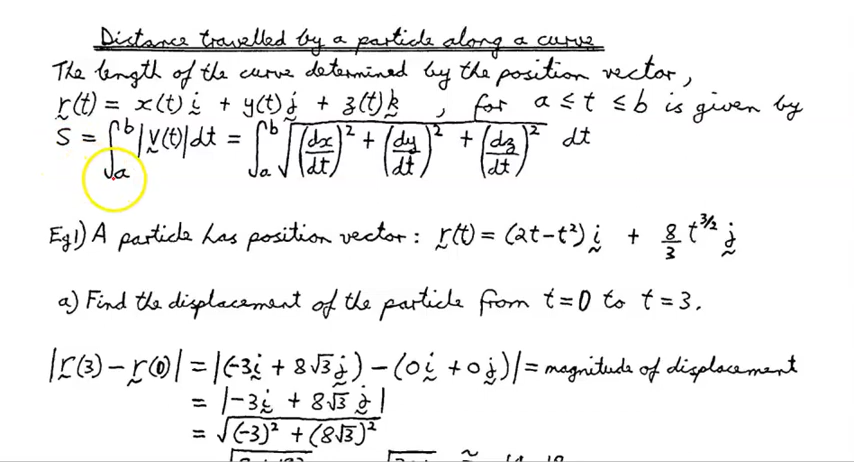 Distance travelled by a particle along a curve
The length of the curve determined by the position vector,
r(t) = x(t) i + y(t) j + z(t) k , for a ≤ t ≤ b is given by
S = ∫_a^b |v(t)| dt = ∫_a^b √((dx/dt)² + (dy/dt)² + (dz/dt)²) dt
Eg1) A particle has position vector: r(t) = (2t-t²) i + 8/3 t^(3/2) j
a) Find the displacement of the particle from t=0 to t=3.
|r(3) - r(0)| = |(-3i + 8√3 j) - (0i + 0j)| = magnitude of displacement
= |-3i + 8√3 j|
= √((-3)² + (8√3)²)